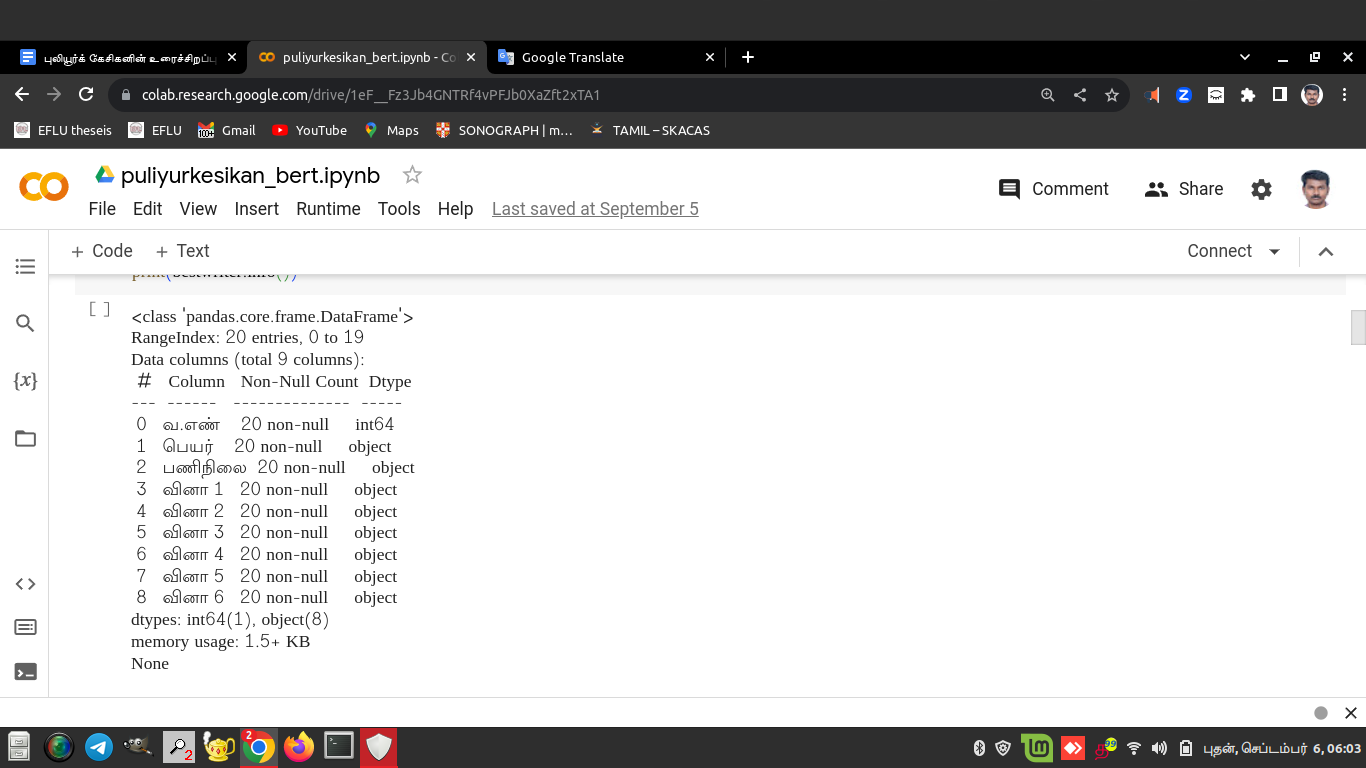 புலியூர்க் கேசிகனின் உரைச்சிறப்பு
puliyurkesikan_bert.ipynb - Co
Google Translate
colab.research.google.com/drive/1eF__Fz3Jb4GNTRf4vPFJb0XaZft2xTA1
EFLU theseis EFLU Gmail YouTube Maps SONOGRAPH | m… TAMIL – SKACAS
puliyurkesikan_bert.ipynb
Comment Share
File Edit View Insert Runtime Tools Help Last saved at September 5
+ Code + Text Connect
print(bestwriter.info())
[ ]
<class 'pandas.core.frame.DataFrame'>
RangeIndex: 20 entries, 0 to 19
Data columns (total 9 columns):
# Column Non-Null Count Dtype
--- ------ -------------- -----
0 வ.எண் 20 non-null int64
1 பெயர் 20 non-null object
2 பணிநிலை 20 non-null object
3 வினா 1 20 non-null object
4 வினா 2 20 non-null object
5 வினா 3 20 non-null object
6 வினா 4 20 non-null object
7 வினா 5 20 non-null object
8 வினா 6 20 non-null object
dtypes: int64(1), object(8)
memory usage: 1.5+ KB
None
{x}
புதன், செப்டம்பர் 6, 06:03